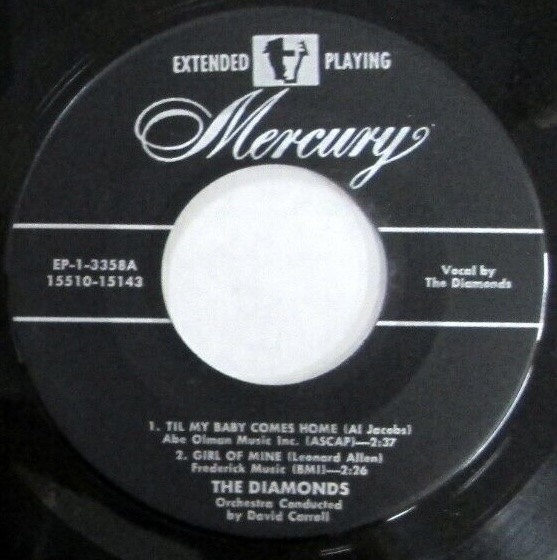 EXTENDED PLAYING
Mercury
EP-1-3358A
15510-15143
Vocal by
The Diamonds
1. TIL MY BABY COMES HOME (Al Jacobs)
Abe Olman Music Inc. (ASCAP)—2:37
2. GIRL OF MINE (Leonard Allen)
Frederick Music (BMI)—2:26
THE DIAMONDS
Orchestra Conducted
by David Carroll